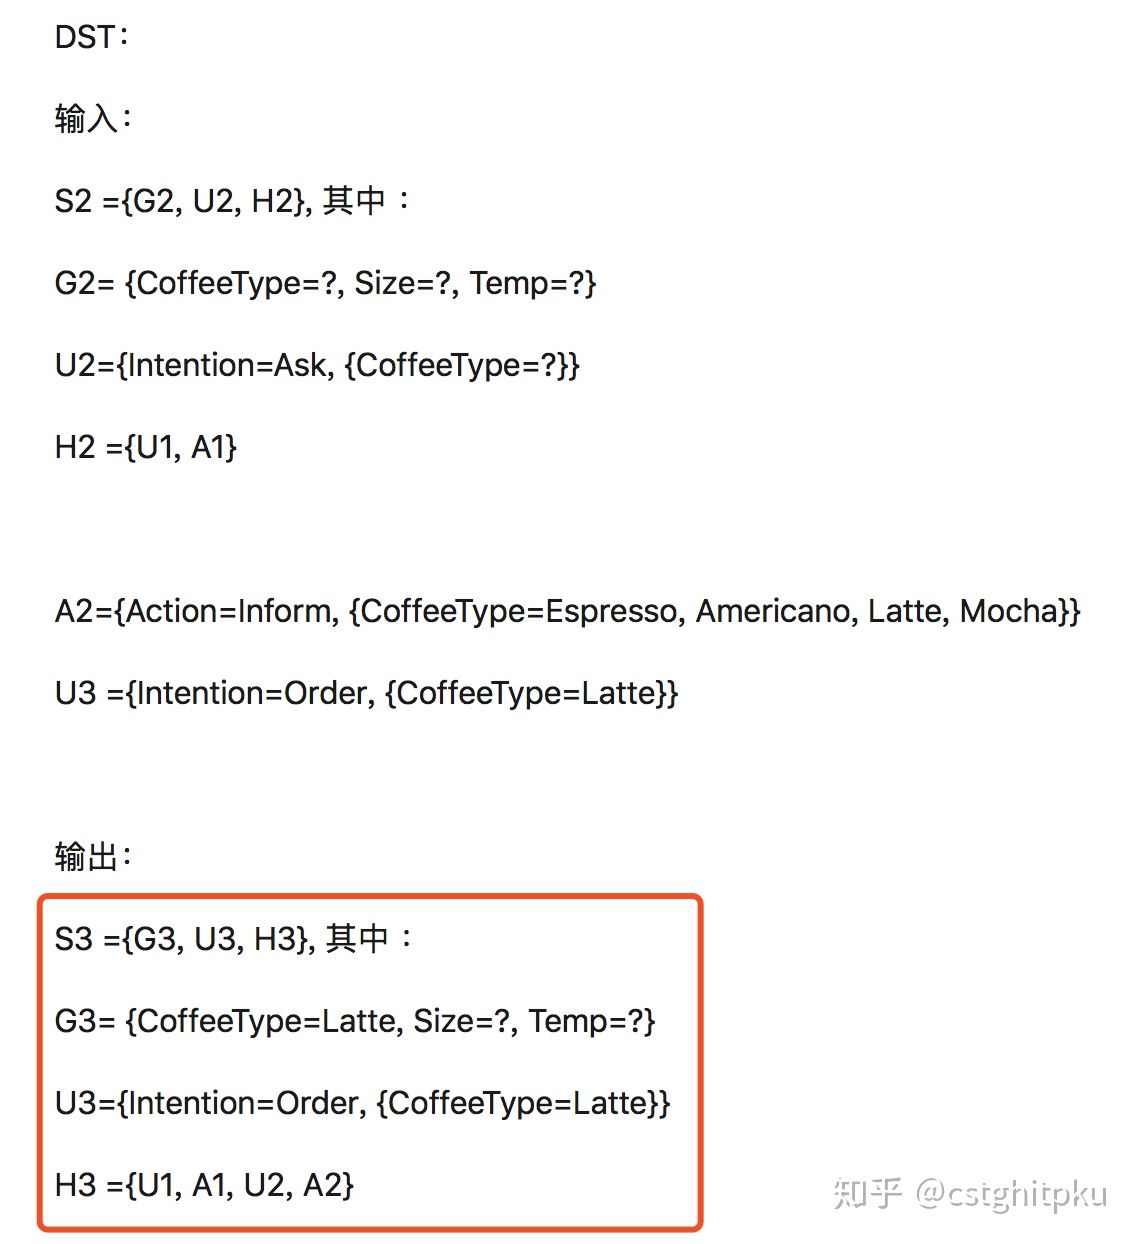 DST：
输入：
S2 ={G2, U2, H2}, 其中 ：
G2= {CoffeeType=?, Size=?, Temp=?}
U2={Intention=Ask, {CoffeeType=?}}
H2 ={U1, A1}
A2={Action=Inform, {CoffeeType=Espresso, Americano, Latte, Mocha}}
U3 ={Intention=Order, {CoffeeType=Latte}}
输出：
S3 ={G3, U3, H3}, 其中 ：
G3= {CoffeeType=Latte, Size=?, Temp=?}
U3={Intention=Order, {CoffeeType=Latte}}
H3 ={U1, A1, U2, A2}
知乎 @cstghitpku